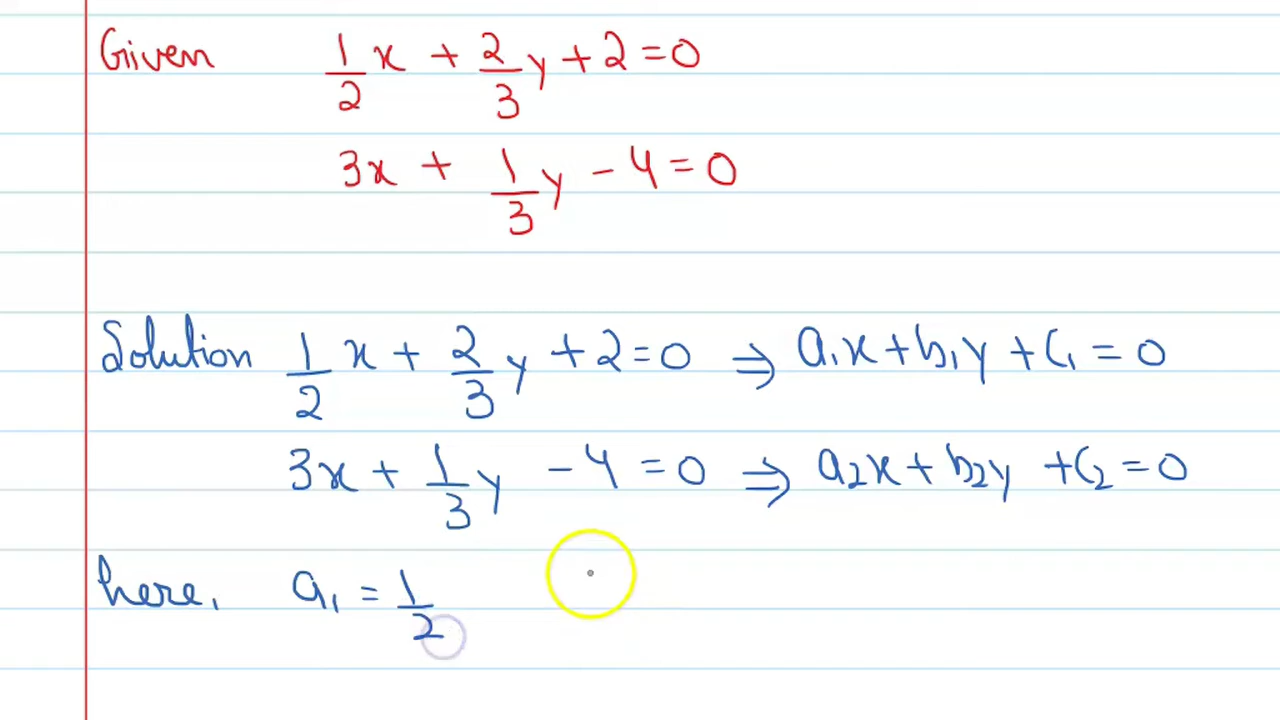 Given 1/2 x + 2/3 y + 2 = 0
3x + 1/3 y - 4 = 0
Solution 1/2 x + 2/3 y + 2 = 0 ⇒ a₁x + b₁y + c₁ = 0
3x + 1/3 y - 4 = 0 ⇒ a₂x + b₂y + c₂ = 0
here, a₁ = 1/2